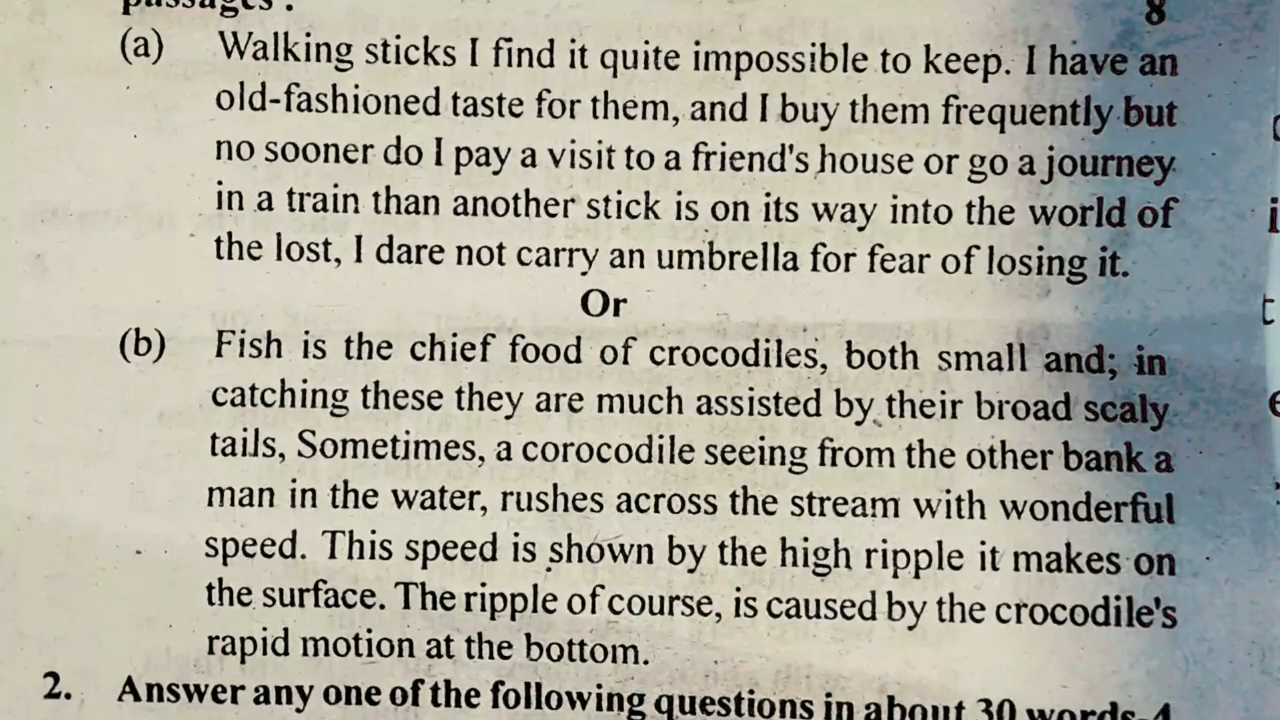 passages :
8
(a) Walking sticks I find it quite impossible to keep. I have an
old-fashioned taste for them, and I buy them frequently but
no sooner do I pay a visit to a friend's house or go a journey
in a train than another stick is on its way into the world of
the lost, I dare not carry an umbrella for fear of losing it.
Or
(b) Fish is the chief food of crocodiles, both small and; in
catching these they are much assisted by their broad scaly
tails, Sometimes, a corocodile seeing from the other bank a
man in the water, rushes across the stream with wonderful
speed. This speed is shown by the high ripple it makes on
the surface. The ripple of course, is caused by the crocodile's
rapid motion at the bottom.
2. Answer any one of the following questions in about 30 words-4